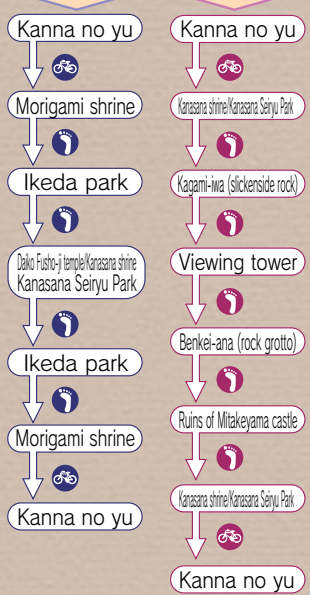 Kanna no yu
Morigami shrine
Ikeda park
Daiko Fusho-ji temple/Kanasana shrine
Kanasana Seiryu Park
Ikeda park
Morigami shrine
Kanna no yu
Kanna no yu
Kanasana shrine/Kanasana Seiryu Park
Kagami-iwa (slickenside rock)
Viewing tower
Benkei-ana (rock grotto)
Ruins of Mitakeyama castle
Kanasana shrine/Kanasana Seiryu Park
Kanna no yu